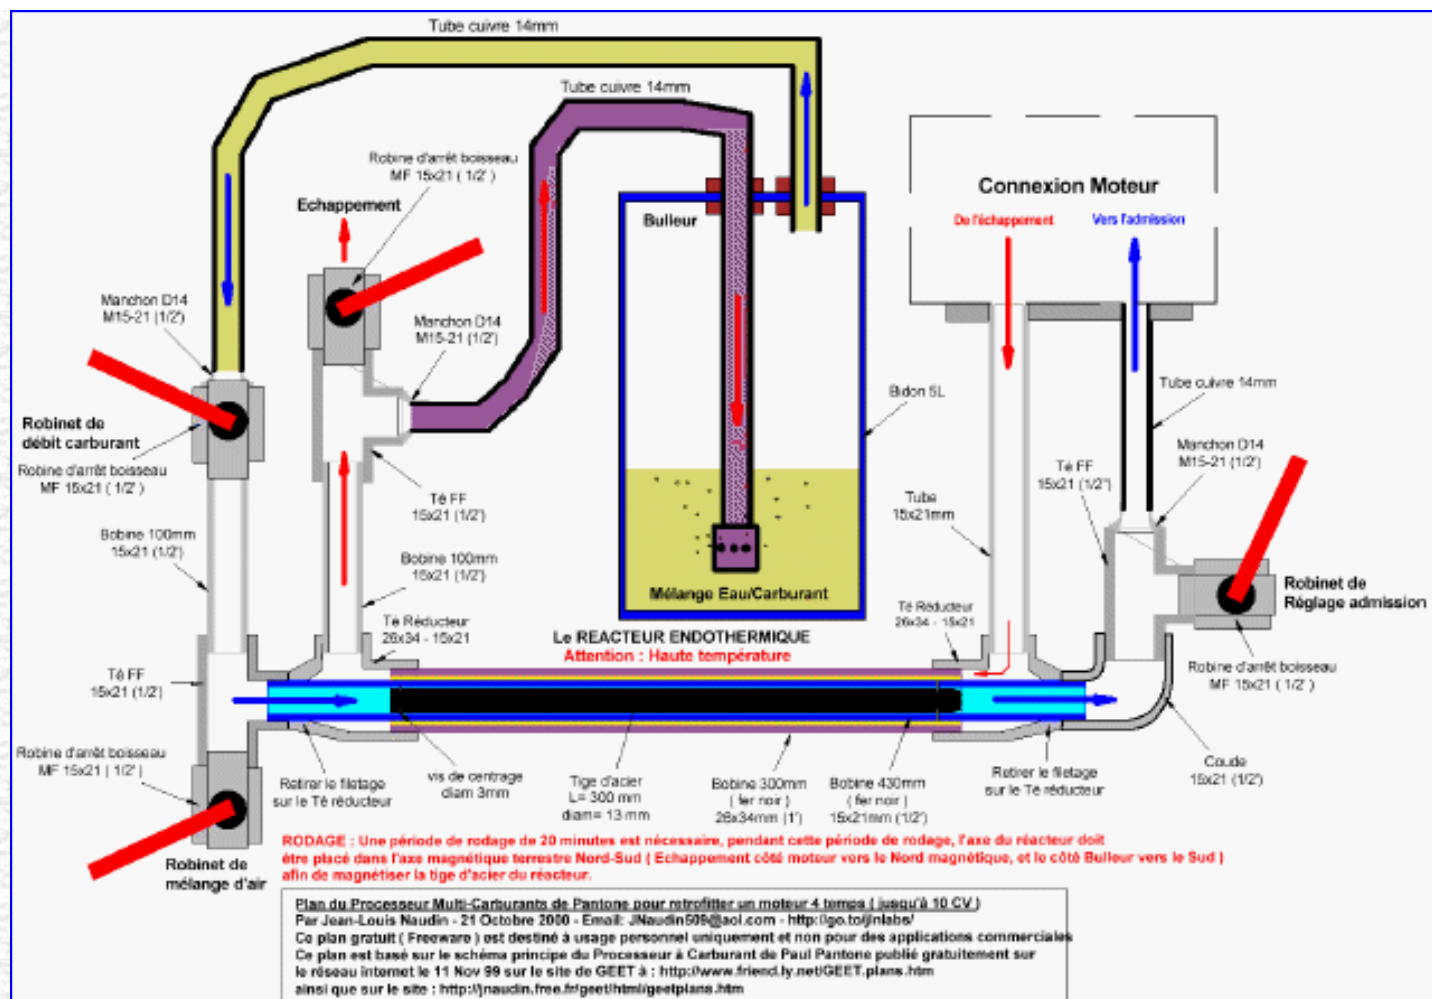 Tube cuivre 14mm
Tube cuivre 14mm
Robine d'arrêt boisseau
MF 15x21 ( 1/2' )
Echappement
Bulleur
Connexion Moteur
De l'échappement
Vers l'admission
Manchon D14
M15-21 (1/2')
Manchon D14
M15-21 (1/2')
Robinet de
débit carburant
Robine d'arrêt boisseau
MF 15x21 ( 1/2' )
Bidon 5L
Tube cuivre 14mm
Manchon D14
M15-21 (1/2')
Té FF
15x21 (1/2')
Té FF
15x21 (1/2')
Tube
15x21mm
Bobine 100mm
15x21 (1/2')
Bobine 100mm
15x21 (1/2')
Mélange Eau/Carburant
Robinet de
Réglage admission
Té Réducteur
26x34 - 15x21
Té Réducteur
26x34 - 15x21
Le REACTEUR ENDOTHERMIQUE
Attention : Haute température
Robine d'arrêt boisseau
MF 15x21 ( 1/2' )
Té FF
15x21 (1/2')
Robine d'arrêt boisseau
MF 15x21 ( 1/2' )
Retirer le filetage
sur le Té réducteur
vis de centrage
diam 3mm
Tige d'acier
L= 300 mm
diam= 13 mm
Bobine 300mm
( fer noir )
26x34mm (1')
Bobine 430mm
( fer noir )
15x21mm (1/2')
Retirer le filetage
sur le Té réducteur
Coude
15x21 (1/2')
Robinet de
mélange d'air
RODAGE : Une période de rodage de 20 minutes est nécessaire, pendant cette période de rodage, l'axe du réacteur doit
être placé dans l'axe magnétique terrestre Nord-Sud ( Echappement côté moteur vers le Nord magnétique, et le côté Bulleur vers le Sud )
afin de magnétiser la tige d'acier du réacteur.
Plan du Processeur Multi-Carburants de Pantone pour retrofitter un moteur 4 temps ( jusqu'à 10 CV )
Par Jean-Louis Naudin - 21 Octobre 2000 - Email: JNaudin509@aol.com - http://go.to/jlnlabs/
Ce plan gratuit ( Freeware ) est destiné à usage personnel uniquement et non pour des applications commerciales
Ce plan est basé sur le schéma principe du Processeur à Carburant de Paul Pantone publié gratuitement sur
le réseau internet le 11 Nov 99 sur le site de GEET à : http://www.friend.ly.net/GEET.plans.htm
ainsi que sur le site : http://jnaudin.free.fr/geet/html/geetplans.htm